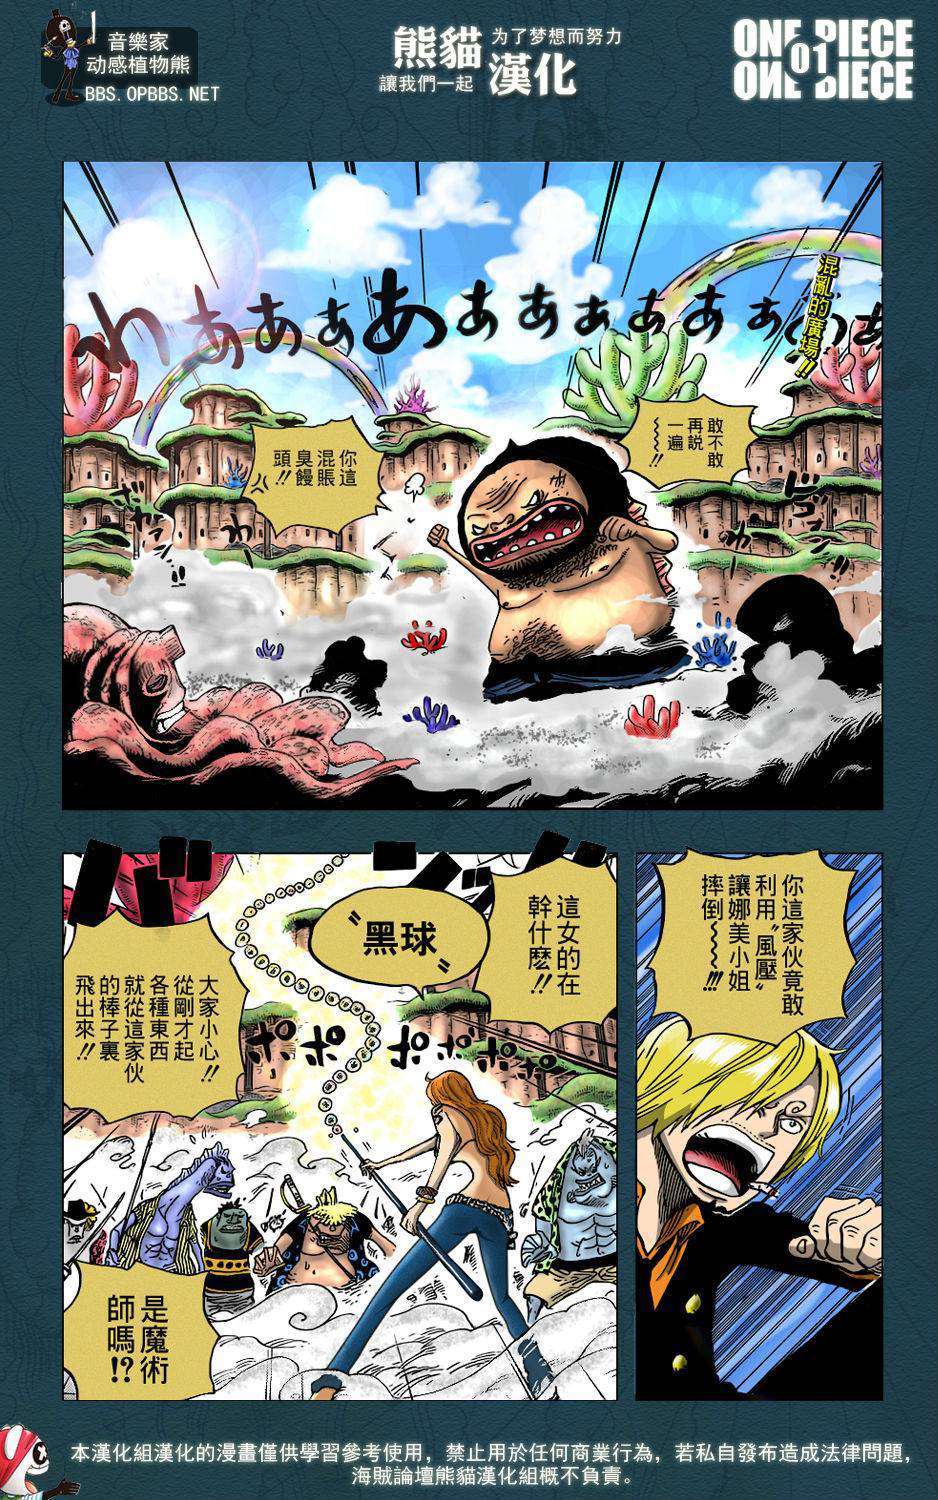 音樂家
动感植物熊
BBS.OPBBS.NET
熊貓
为了梦想而努力
讓我們一起
漢化
ONE PIECE
01
ONE PIECE
混亂的廣場!!
わああああああああああ
敢不敢
再說
一遍
～～～!!
你這
混賬
臭饅
頭!!
你這家伙竟敢
利用〝風壓〞
讓娜美小姐
摔倒～～～!!!
這女的在
幹什麽!!
〝黑球〞
ポポポポポポ
大家小心!!
從剛才起
各種東西
就從這家伙
的棒子裏
飛出來!!
是魔術
師嗎!?
本漢化組漢化的漫畫僅供學習參考使用，禁止用於任何商業行為，若私自發布造成法律問題，
海賊論壇熊貓漢化組概不負責。